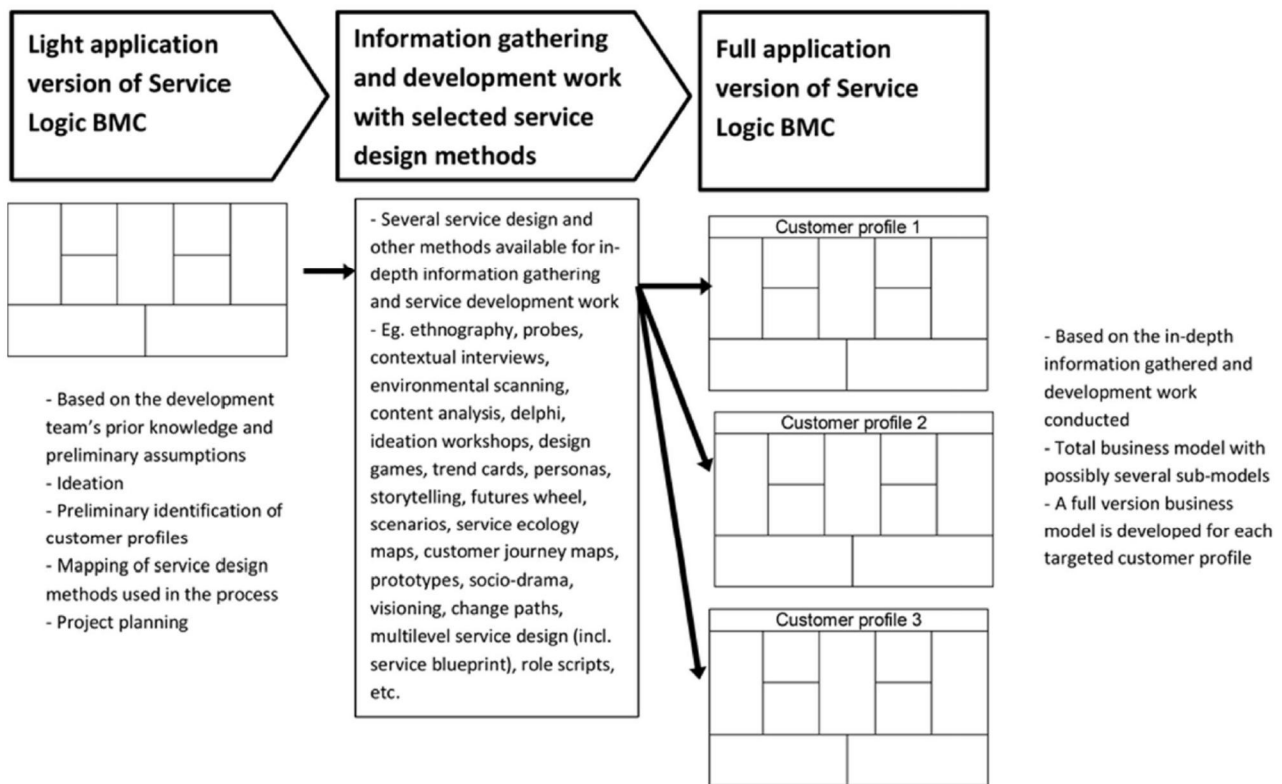 Light application
version of Service
Logic BMC
Information gathering
and development work
with selected service
design methods
Full application
version of Service
Logic BMC
- Based on the development
team's prior knowledge and
preliminary assumptions
- Ideation
- Preliminary identification of
customer profiles
- Mapping of service design
methods used in the process
- Project planning
- Several service design and
other methods available for in-
depth information gathering
and service development work
- Eg. ethnography, probes,
contextual interviews,
environmental scanning,
content analysis, delphi,
ideation workshops, design
games, trend cards, personas,
storytelling, futures wheel,
scenarios, service ecology
maps, customer journey maps,
prototypes, socio-drama,
visioning, change paths,
multilevel service design (incl.
service blueprint), role scripts,
etc.
Customer profile 1
Customer profile 2
Customer profile 3
- Based on the in-depth
information gathered and
development work
conducted
- Total business model with
possibly several sub-models
- A full version business
model is developed for each
targeted customer profile